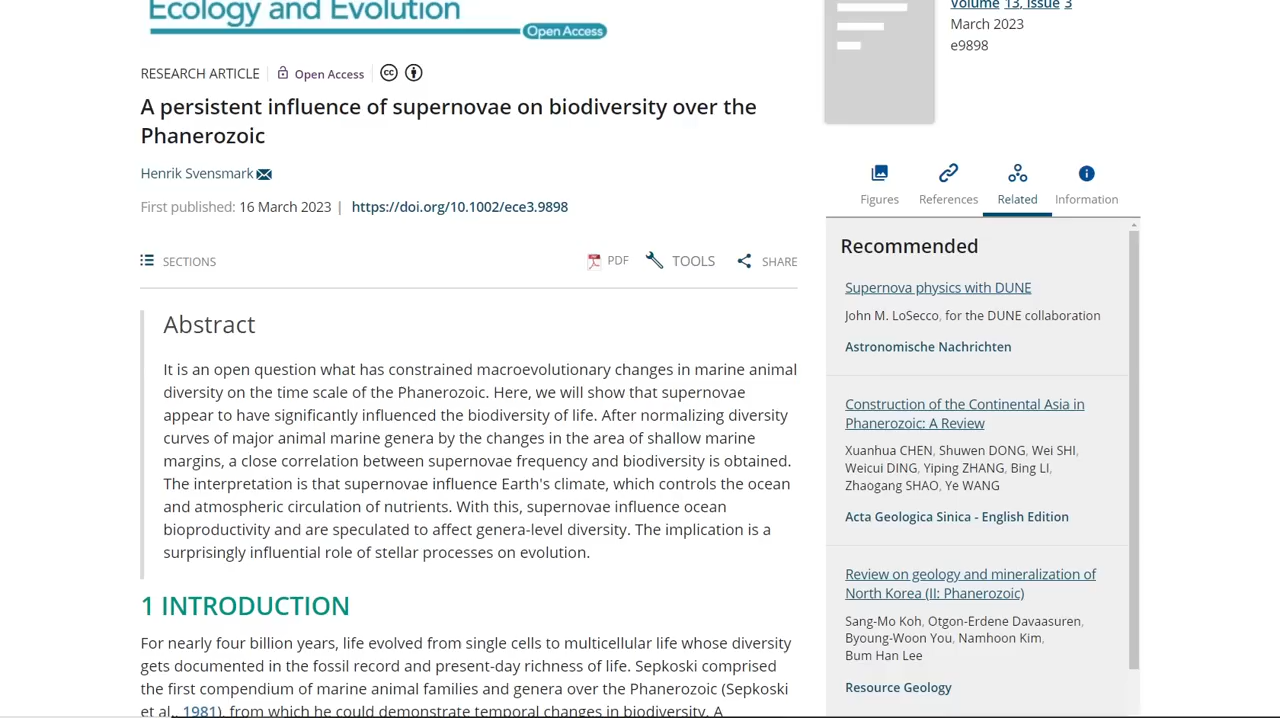 Ecology and Evolution
Open Access
RESEARCH ARTICLE
Open Access
cc
A persistent influence of supernovae on biodiversity over the
Phanerozoic
Henrik Svensmark
First published: 16 March 2023 | https://doi.org/10.1002/ece3.9898
SECTIONS
PDF
TOOLS
SHARE
Abstract
It is an open question what has constrained macroevolutionary changes in marine animal
diversity on the time scale of the Phanerozoic. Here, we will show that supernovae
appear to have significantly influenced the biodiversity of life. After normalizing diversity
curves of major animal marine genera by the changes in the area of shallow marine
margins, a close correlation between supernovae frequency and biodiversity is obtained.
The interpretation is that supernovae influence Earth's climate, which controls the ocean
and atmospheric circulation of nutrients. With this, supernovae influence ocean
bioproductivity and are speculated to affect genera-level diversity. The implication is a
surprisingly influential role of stellar processes on evolution.
1 INTRODUCTION
For nearly four billion years, life evolved from single cells to multicellular life whose diversity
gets documented in the fossil record and present-day richness of life. Sepkoski comprised
the first compendium of marine animal families and genera over the Phanerozoic (Sepkoski
et al., 1981), from which he could demonstrate temporal changes in biodiversity. A
Volume 13, Issue 3
March 2023
e9898
Figures
References
Related
Information
Recommended
Supernova physics with DUNE
John M. LoSecco, for the DUNE collaboration
Astronomische Nachrichten
Construction of the Continental Asia in
Phanerozoic: A Review
Xuanhua CHEN, Shuwen DONG, Wei SHI,
Weicui DING, Yiping ZHANG, Bing LI,
Zhaogang SHAO, Ye WANG
Acta Geologica Sinica - English Edition
Review on geology and mineralization of
North Korea (II: Phanerozoic)
Sang-Mo Koh, Otgon-Erdene Davaasuren,
Byoung-Woon You, Namhoon Kim,
Bum Han Lee
Resource Geology